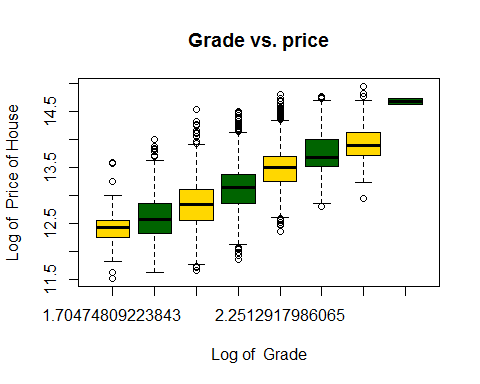 Grade vs. price
Log of  Price of House
14.5
13.5
12.5
11.5
1.70474809223843
2.2512917986065
Log of  Grade